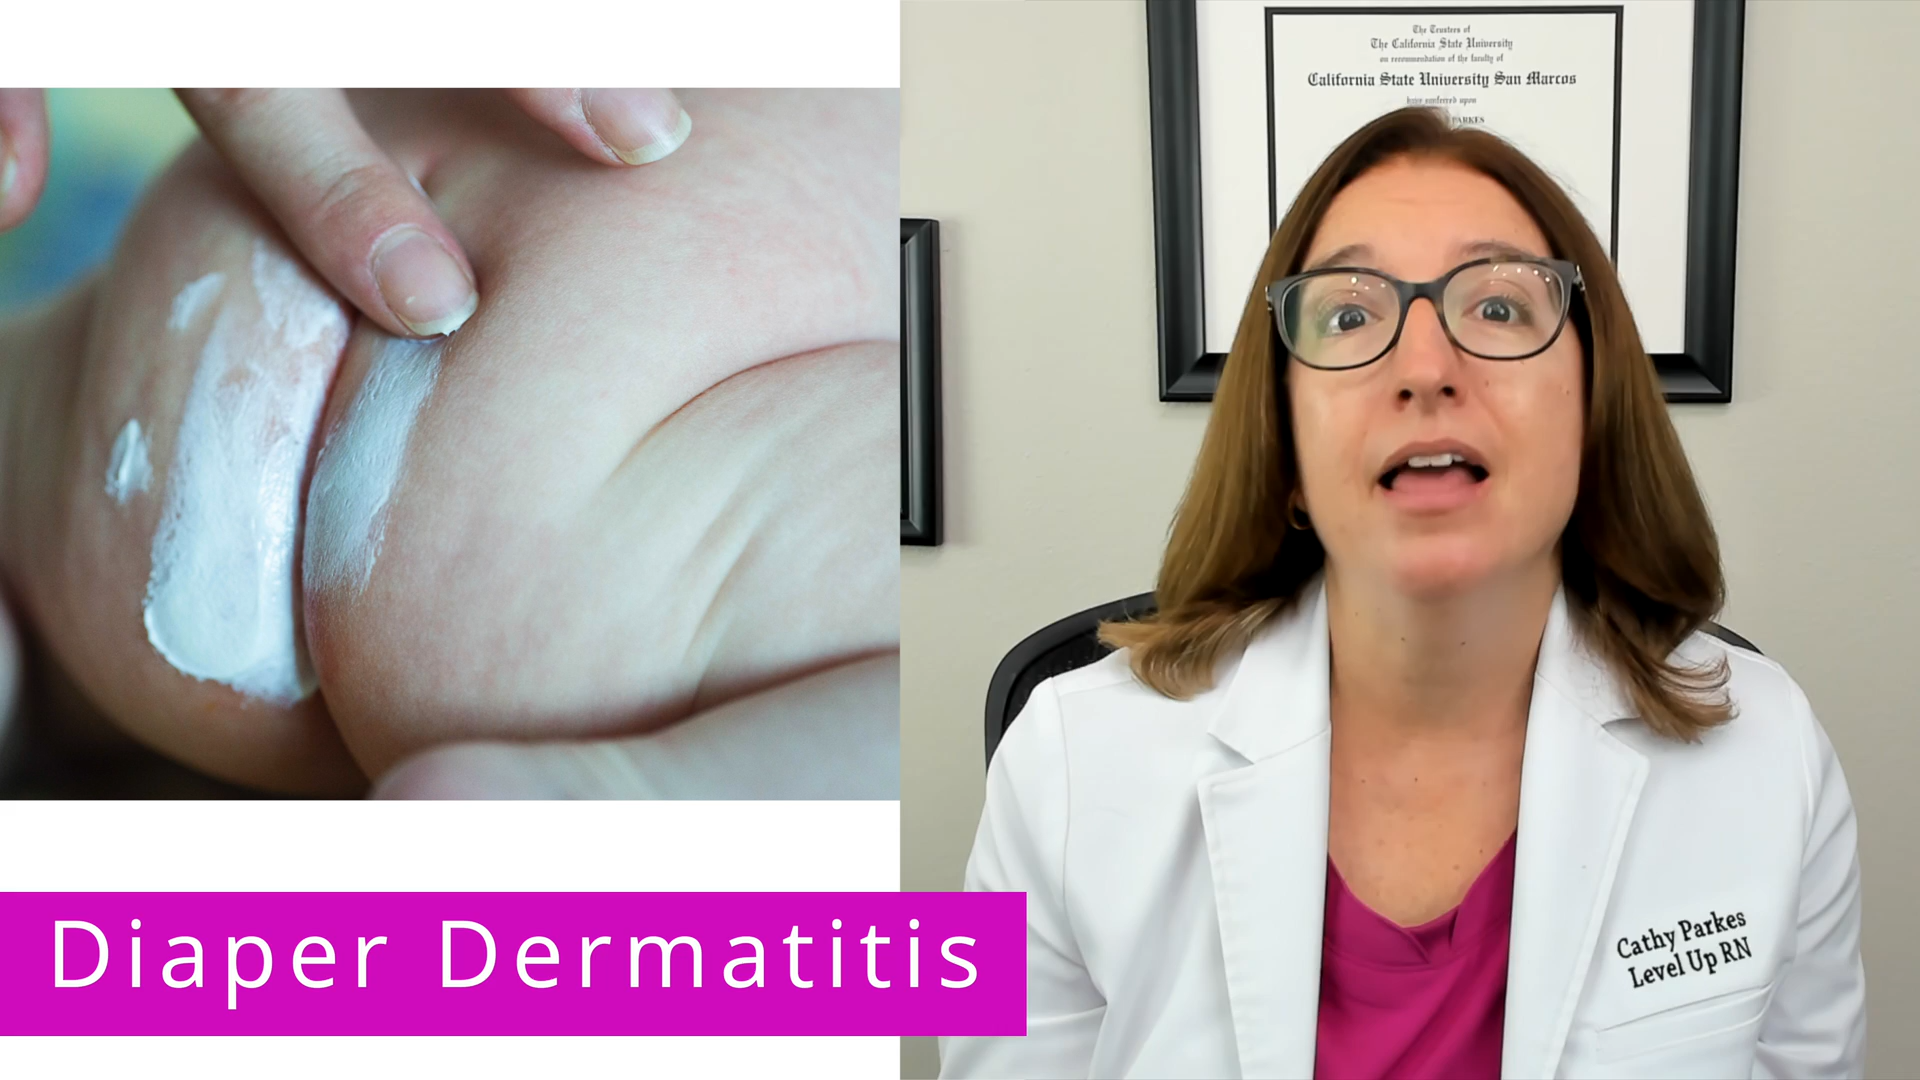 The Trustees of
The California State University
on recommendation of the faculty of
California State University San Marcos
have conferred upon
PARKES
Diaper Dermatitis
Cathy Parkes
Level Up RN